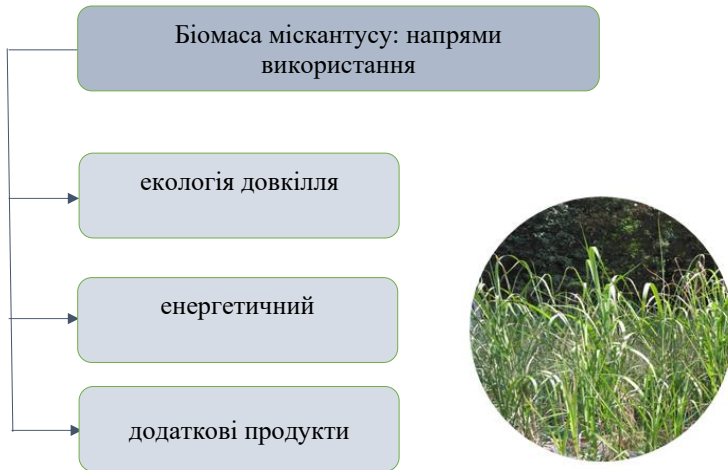 Біомаса міскантусу: напрями
використання
екологія довкілля
енергетичний
додаткові продукти